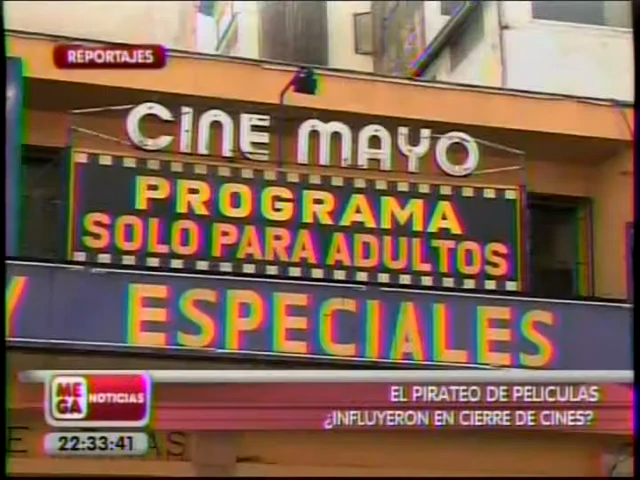 REPORTAJES
CINE MAYO
PROGRAMA
SOLO PARA ADULTOS
Y ESPECIALES
MEGA NOTICIAS
EL PIRATEO DE PELICULAS
¿INFLUYERON EN CIERRE DE CINES?
22:33:41